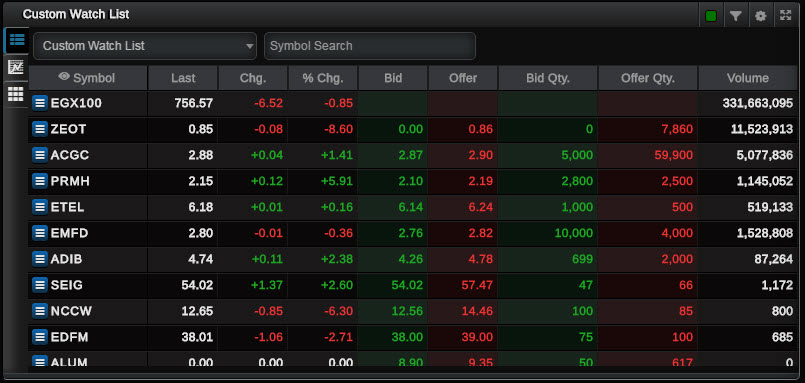 Custom Watch List
Custom Watch List Symbol Search
Symbol Last Chg. % Chg. Bid Offer Bid Qty. Offer Qty. Volume
EGX100 756.57 -6.52 -0.85 331,663,095
ZEOT 0.85 -0.08 -8.60 0.00 0.86 0 7,860 11,523,913
ACGC 2.88 +0.04 +1.41 2.87 2.90 5,000 59,900 5,077,836
PRMH 2.15 +0.12 +5.91 2.10 2.19 2,800 2,500 1,145,052
ETEL 6.18 +0.01 +0.16 6.14 6.24 1,000 500 519,133
EMFD 2.80 -0.01 -0.36 2.76 2.82 10,000 4,000 1,528,808
ADIB 4.74 +0.11 +2.38 4.26 4.78 699 2,000 87,264
SEIG 54.02 +1.37 +2.60 54.02 57.47 47 66 1,172
NCCW 12.65 -0.85 -6.30 12.56 14.46 100 85 800
EDFM 38.01 -1.06 -2.71 38.00 39.00 75 100 685
ALUM 0.00 0.00 0.00 8.90 9.35 50 617 0